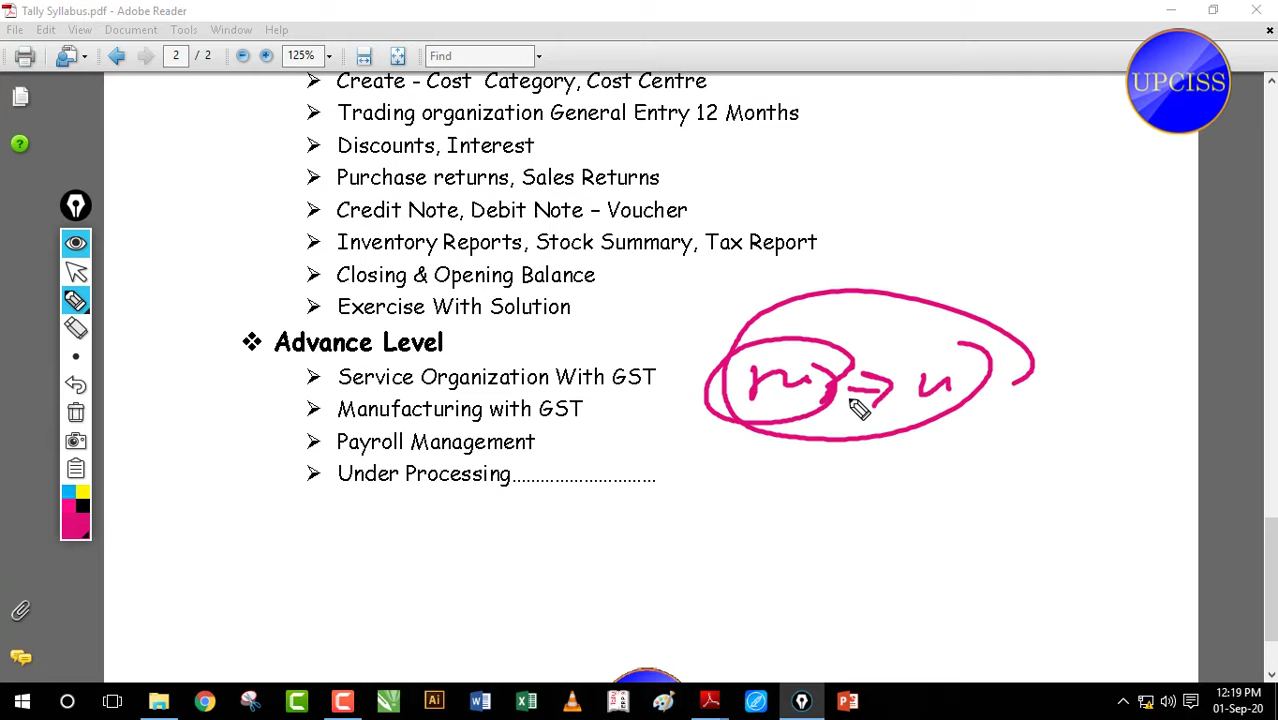 Tally Syllabus.pdf - Adobe Reader
File Edit View Document Tools Window Help
2 / 2 125% Find
UPCISS
➢ Create - Cost Category, Cost Centre
➢ Trading organization General Entry 12 Months
➢ Discounts, Interest
➢ Purchase returns, Sales Returns
➢ Credit Note, Debit Note – Voucher
➢ Inventory Reports, Stock Summary, Tax Report
➢ Closing & Opening Balance
➢ Exercise With Solution
❖ Advance Level
➢ Service Organization With GST
➢ Manufacturing with GST
➢ Payroll Management
➢ Under Processing..............................
12:19 PM
01-Sep-20